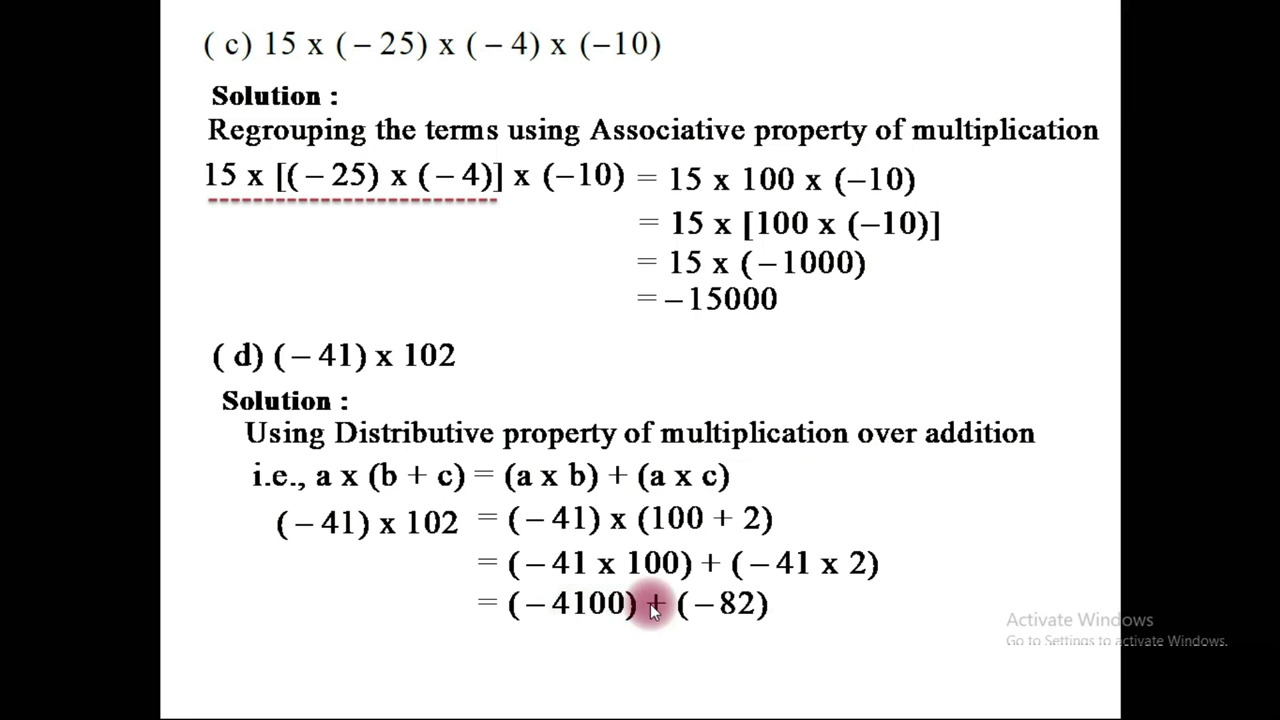 ( c) 15 x (– 25) x (– 4) x (–10)
Solution :
Regrouping the terms using Associative property of multiplication
15 x [(– 25) x (– 4)] x (–10) = 15 x 100 x (–10)
= 15 x [100 x (–10)]
= 15 x (–1000)
= –15000
( d) (– 41) x 102
Solution :
Using Distributive property of multiplication over addition
i.e., a x (b + c) = (a x b) + (a x c)
(– 41) x 102 = (– 41) x (100 + 2)
= (– 41 x 100) + (– 41 x 2)
= (– 4100) + (– 82)
Activate Windows
Go to Settings to activate Windows.